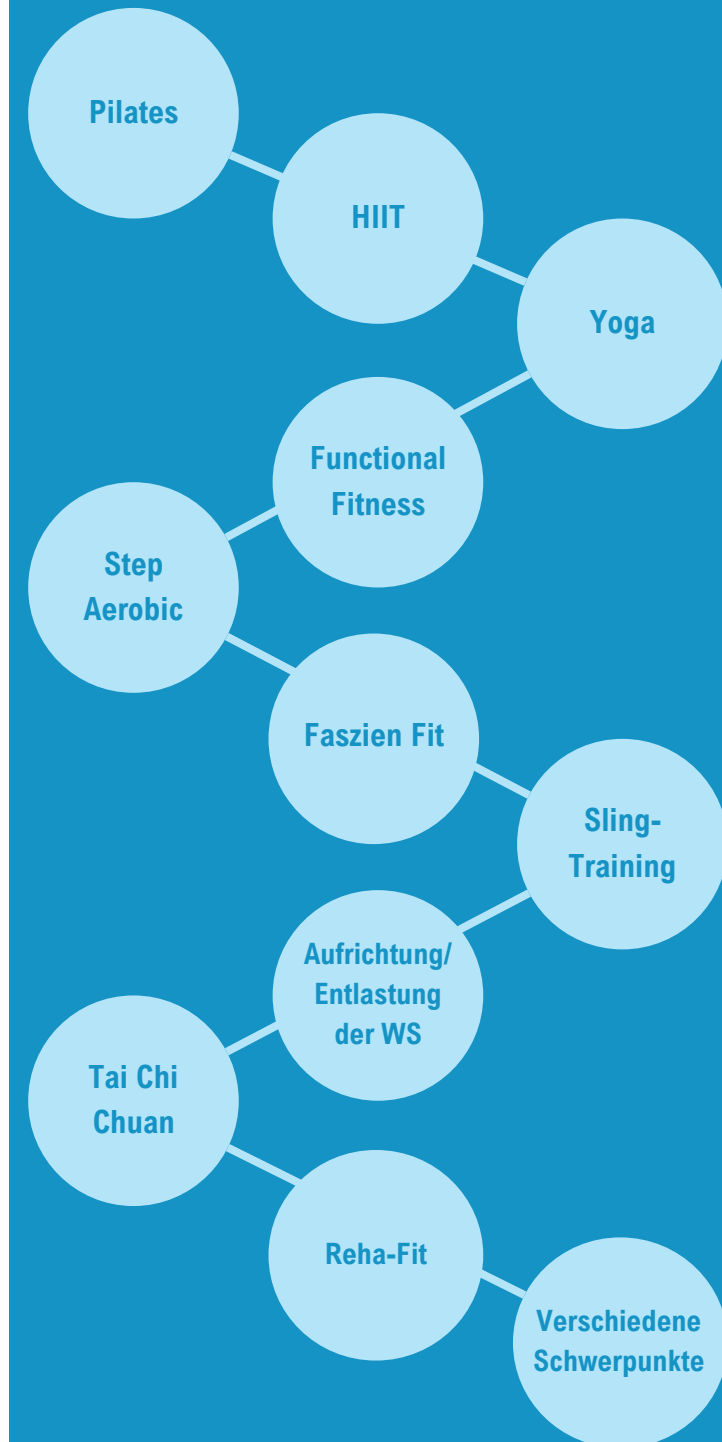 Pilates
HIIT
Yoga
Functional
Fitness
Step
Aerobic
Faszien Fit
Sling-
Training
Aufrichtung/
Entlastung
der WS
Tai Chi
Chuan
Reha-Fit
Verschiedene
Schwerpunkte